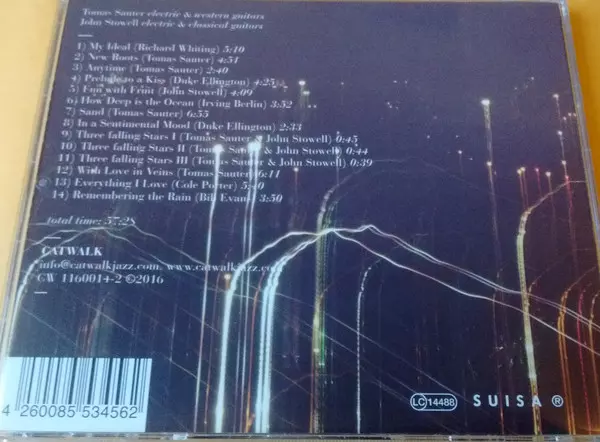 Tomas Sauter electric & western guitars
John Stowell electric & classical guitars
1) My Ideal (Richard Whiting) 5:10
2) New Roots (Tomas Sauter) 4:51
3) Anytime (Tomas Sauter) 2:40
4) Prelude to a Kiss (Duke Ellington) 4:25
5) Fun with Fruit (John Stowell) 4:09
6) How Deep is the Ocean (Irving Berlin) 3:52
7) Sand (Tomas Sauter) 6:55
8) In a Sentimental Mood (Duke Ellington) 2:33
9) Three falling Stars I (Tomas Sauter & John Stowell) 0:45
10) Three falling Stars II (Tomas Sauter & John Stowell) 0:44
11) Three falling Stars III (Tomas Sauter & John Stowell) 0:39
12) With Love in Veins (Tomas Sauter) 6:11
13) Everything I Love (Cole Porter) 5:40
14) Remembering the Rain (Bill Evans) 3:50
total time: 57:28
CATWALK
info@catwalkjazz.com, www.catwalkjazz.com
CW 1160014-2 ©2016
4 260085 534562
LC 14488
SUISA ®